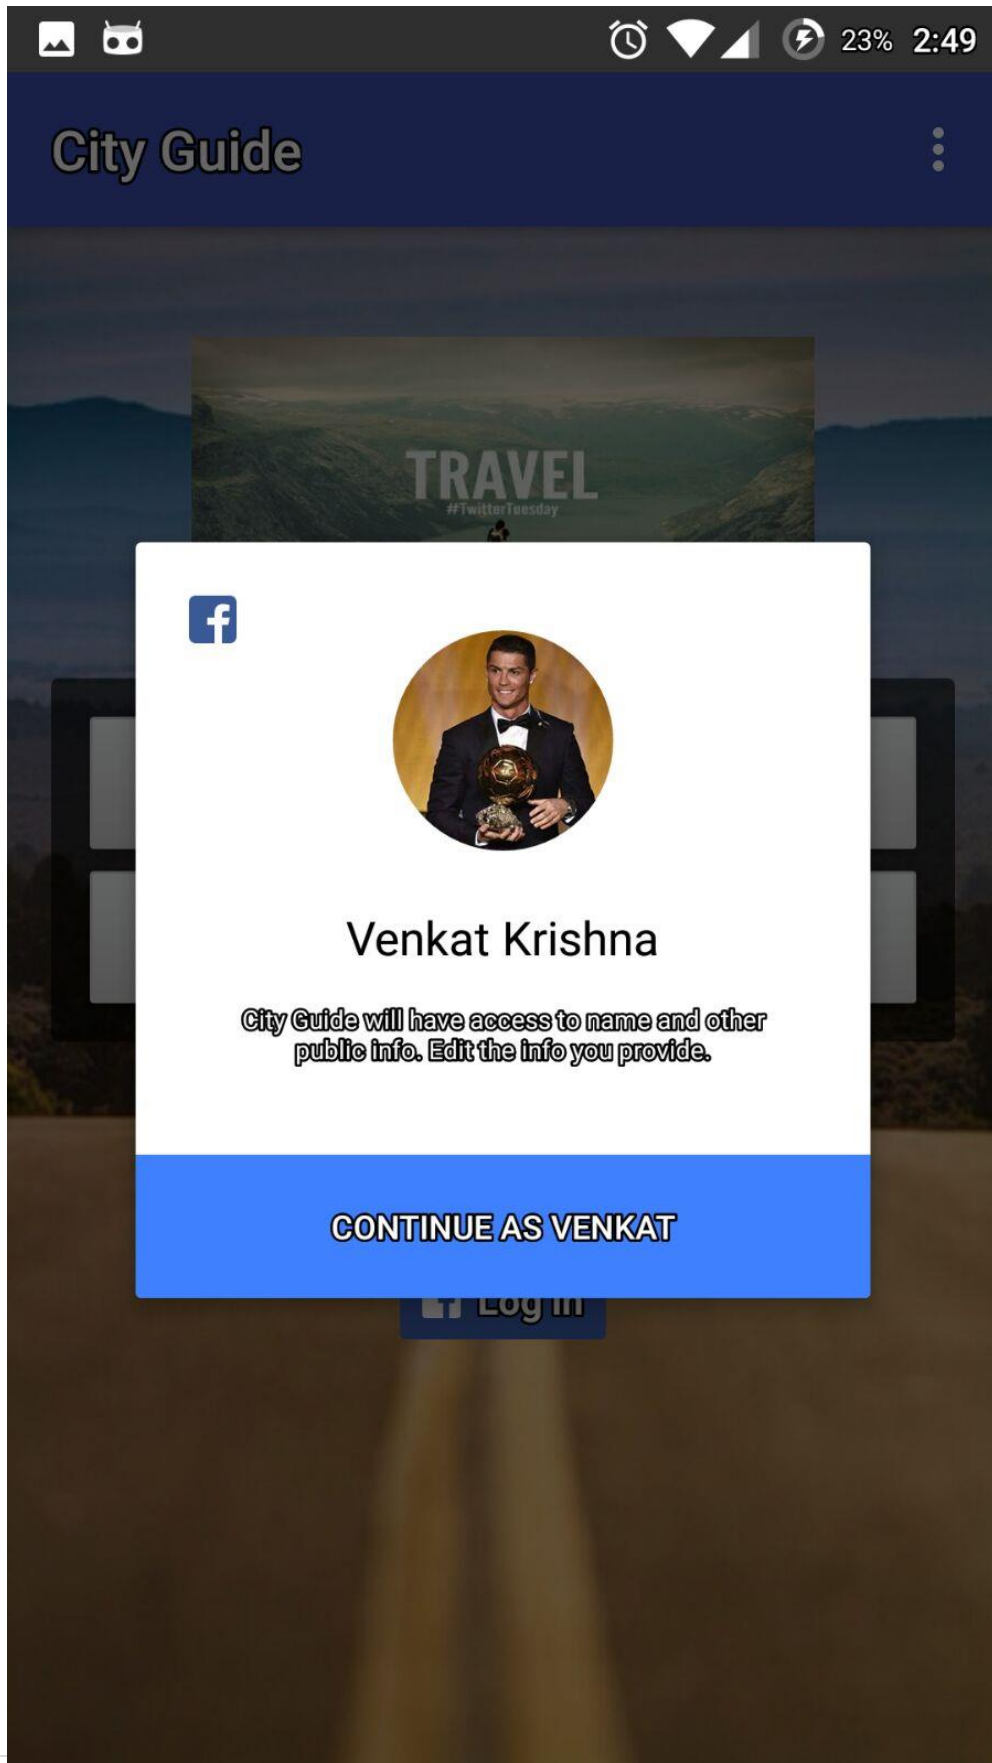 23% 2:49
City Guide
TRAVEL
#TwitterTuesday
Venkat Krishna
City Guide will have access to name and other
public info. Edit the info you provide.
CONTINUE AS VENKAT
Log in